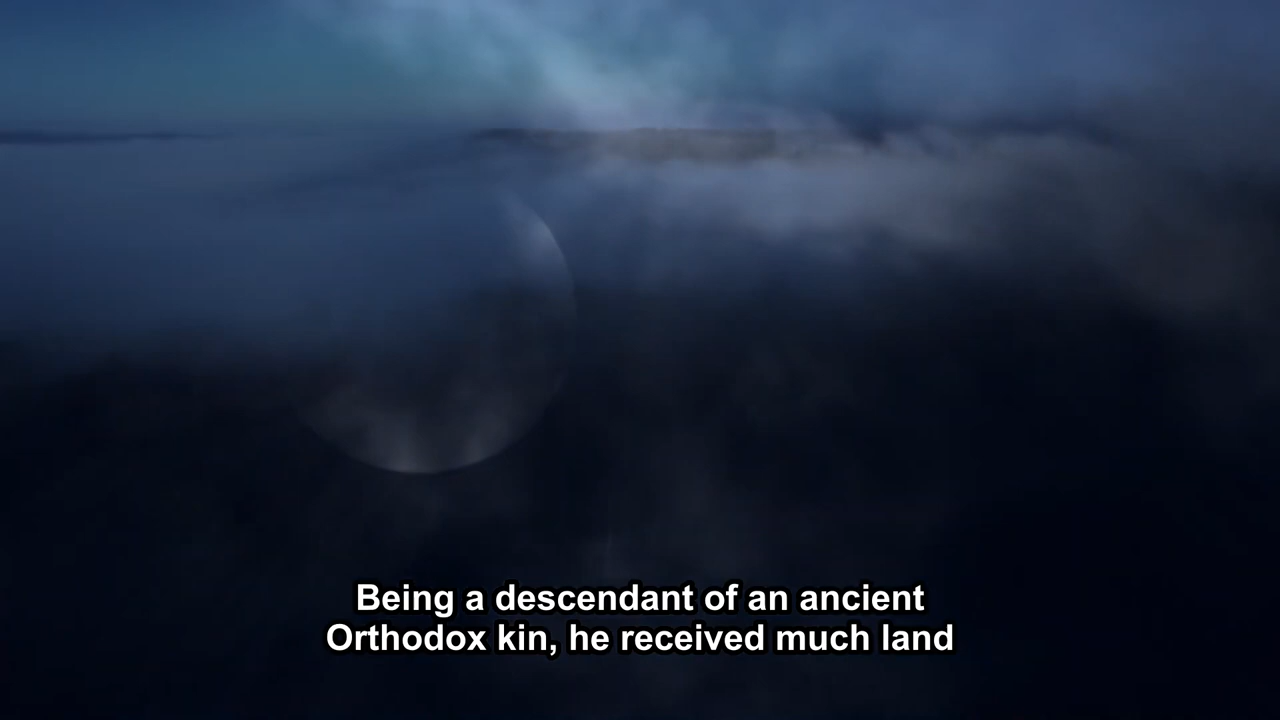 Being a descendant of an ancient
Orthodox kin, he received much land